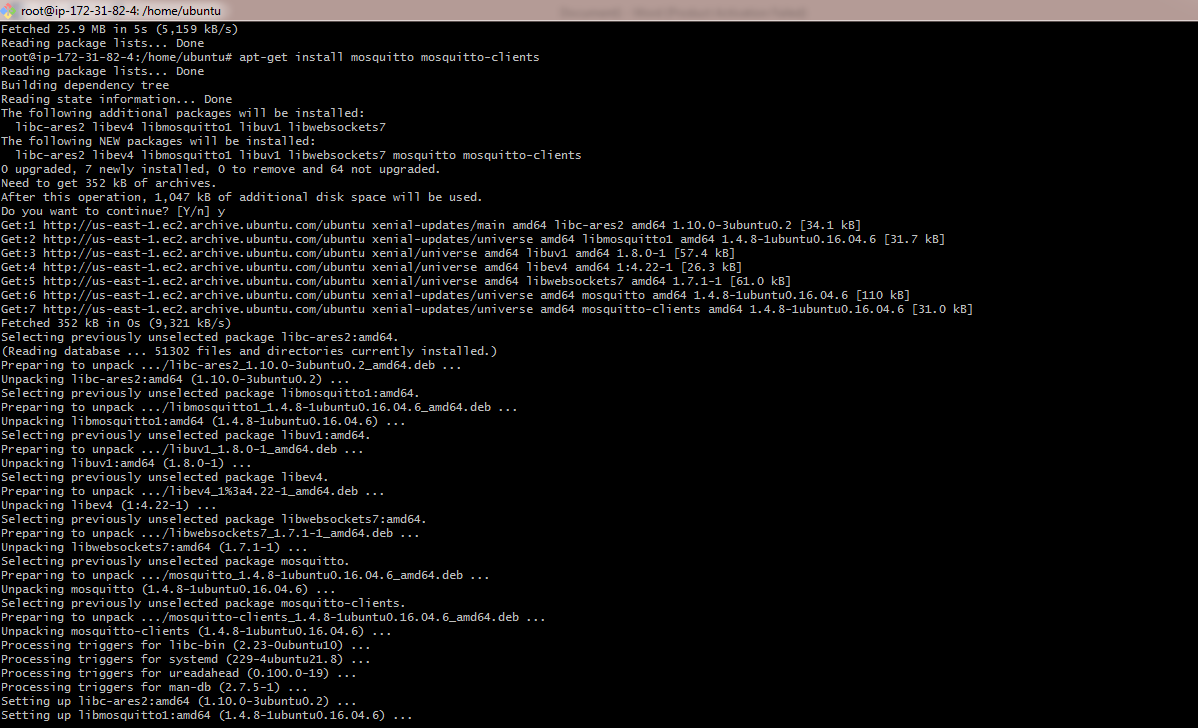 root@ip-172-31-82-4: /home/ubuntu
Fetched 25.9 MB in 5s (5,159 kB/s)
Reading package lists... Done
root@ip-172-31-82-4:/home/ubuntu# apt-get install mosquitto mosquitto-clients
Reading package lists... Done
Building dependency tree
Reading state information... Done
The following additional packages will be installed:
  libc-ares2 libev4 libmosquitto1 libuv1 libwebsockets7
The following NEW packages will be installed:
  libc-ares2 libev4 libmosquitto1 libuv1 libwebsockets7 mosquitto mosquitto-clients
0 upgraded, 7 newly installed, 0 to remove and 64 not upgraded.
Need to get 352 kB of archives.
After this operation, 1,047 kB of additional disk space will be used.
Do you want to continue? [Y/n] y
Get:1 http://us-east-1.ec2.archive.ubuntu.com/ubuntu xenial-updates/main amd64 libc-ares2 amd64 1.10.0-3ubuntu0.2 [34.1 kB]
Get:2 http://us-east-1.ec2.archive.ubuntu.com/ubuntu xenial-updates/universe amd64 libmosquitto1 amd64 1.4.8-1ubuntu0.16.04.6 [31.7 kB]
Get:3 http://us-east-1.ec2.archive.ubuntu.com/ubuntu xenial/universe amd64 libuv1 amd64 1.8.0-1 [57.4 kB]
Get:4 http://us-east-1.ec2.archive.ubuntu.com/ubuntu xenial/universe amd64 libev4 amd64 1:4.22-1 [26.3 kB]
Get:5 http://us-east-1.ec2.archive.ubuntu.com/ubuntu xenial/universe amd64 libwebsockets7 amd64 1.7.1-1 [61.0 kB]
Get:6 http://us-east-1.ec2.archive.ubuntu.com/ubuntu xenial-updates/universe amd64 mosquitto amd64 1.4.8-1ubuntu0.16.04.6 [110 kB]
Get:7 http://us-east-1.ec2.archive.ubuntu.com/ubuntu xenial-updates/universe amd64 mosquitto-clients amd64 1.4.8-1ubuntu0.16.04.6 [31.0 kB]
Fetched 352 kB in 0s (9,321 kB/s)
Selecting previously unselected package libc-ares2:amd64.
(Reading database ... 51302 files and directories currently installed.)
Preparing to unpack .../libc-ares2_1.10.0-3ubuntu0.2_amd64.deb ...
Unpacking libc-ares2:amd64 (1.10.0-3ubuntu0.2) ...
Selecting previously unselected package libmosquitto1:amd64.
Preparing to unpack .../libmosquitto1_1.4.8-1ubuntu0.16.04.6_amd64.deb ...
Unpacking libmosquitto1:amd64 (1.4.8-1ubuntu0.16.04.6) ...
Selecting previously unselected package libuv1:amd64.
Preparing to unpack .../libuv1_1.8.0-1_amd64.deb ...
Unpacking libuv1:amd64 (1.8.0-1) ...
Selecting previously unselected package libev4.
Preparing to unpack .../libev4_1%3a4.22-1_amd64.deb ...
Unpacking libev4 (1:4.22-1) ...
Selecting previously unselected package libwebsockets7:amd64.
Preparing to unpack .../libwebsockets7_1.7.1-1_amd64.deb ...
Unpacking libwebsockets7:amd64 (1.7.1-1) ...
Selecting previously unselected package mosquitto.
Preparing to unpack .../mosquitto_1.4.8-1ubuntu0.16.04.6_amd64.deb ...
Unpacking mosquitto (1.4.8-1ubuntu0.16.04.6) ...
Selecting previously unselected package mosquitto-clients.
Preparing to unpack .../mosquitto-clients_1.4.8-1ubuntu0.16.04.6_amd64.deb ...
Unpacking mosquitto-clients (1.4.8-1ubuntu0.16.04.6) ...
Processing triggers for libc-bin (2.23-0ubuntu10) ...
Processing triggers for systemd (229-4ubuntu21.8) ...
Processing triggers for ureadahead (0.100.0-19) ...
Processing triggers for man-db (2.7.5-1) ...
Setting up libc-ares2:amd64 (1.10.0-3ubuntu0.2) ...
Setting up libmosquitto1:amd64 (1.4.8-1ubuntu0.16.04.6) ...